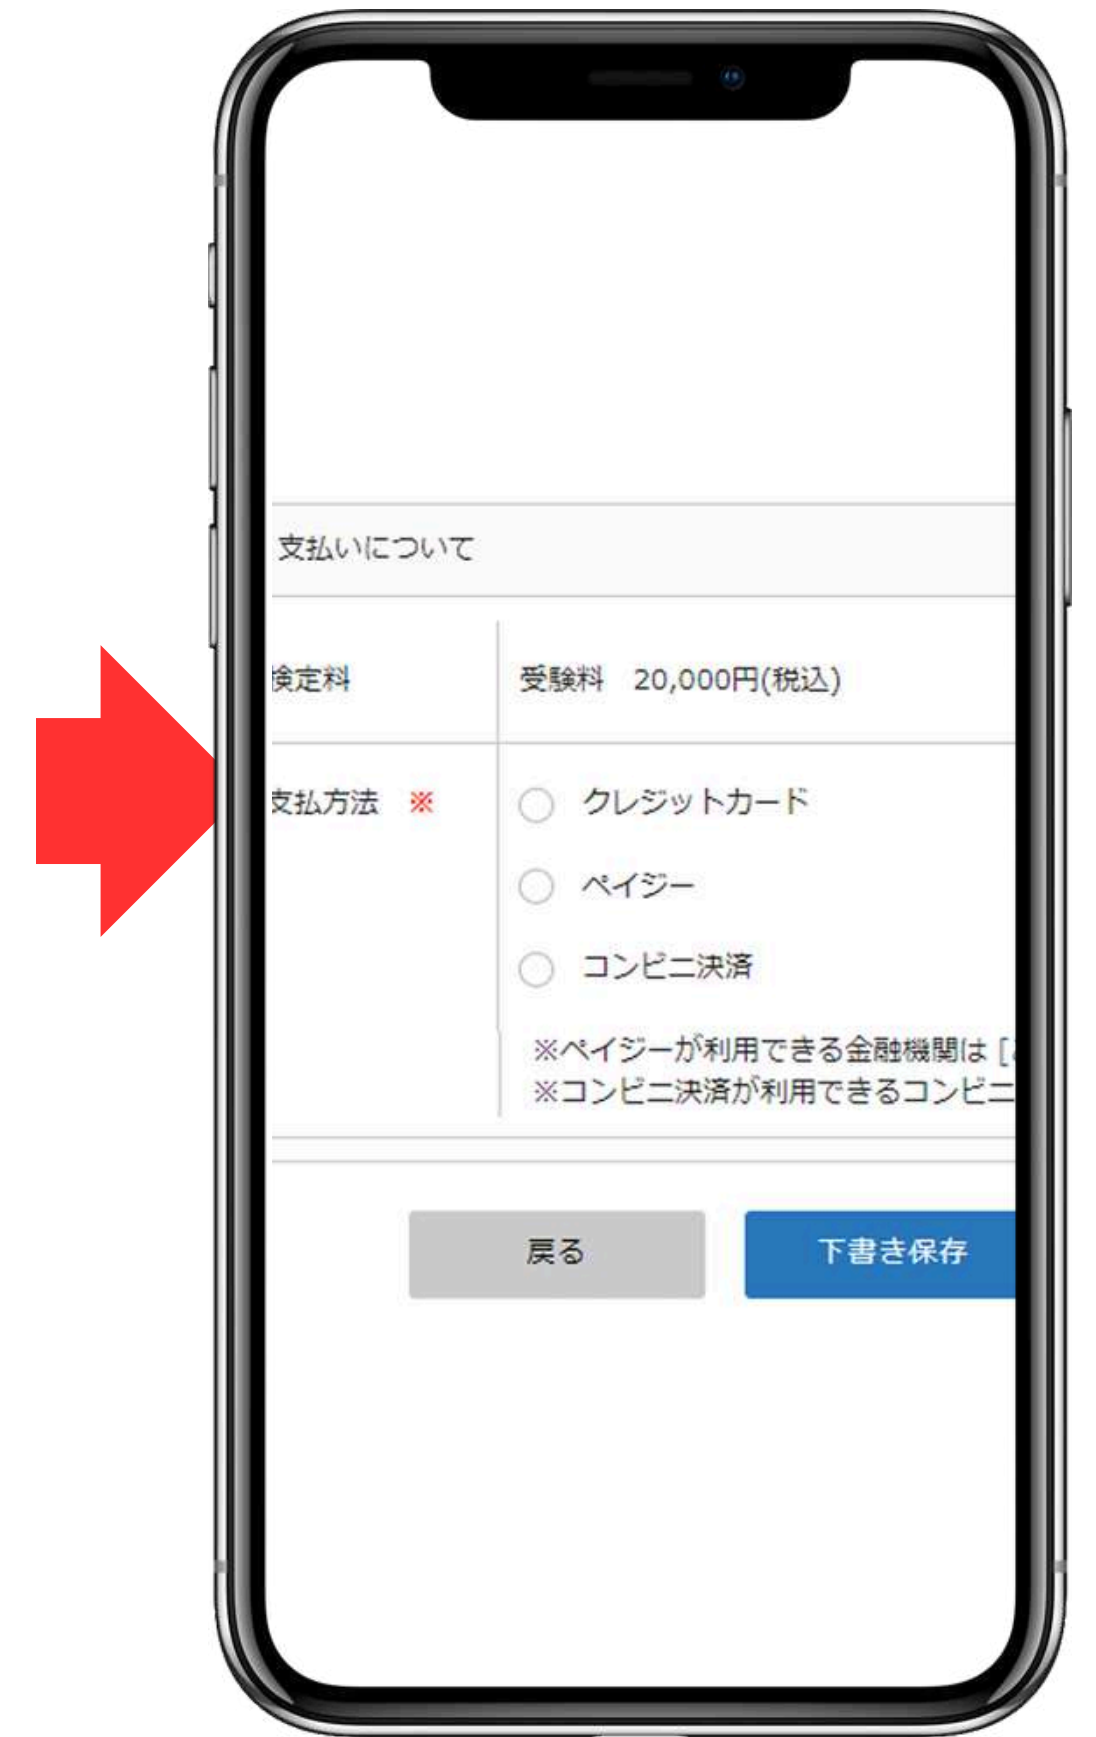 支払いについて
検定料
受験料 20,000円(税込)
支払方法 ※
クレジットカード
ペイジー
コンビニ決済
※ペイジーが利用できる金融機関は [
※コンビニ決済が利用できるコンビニ
戻る
下書き保存